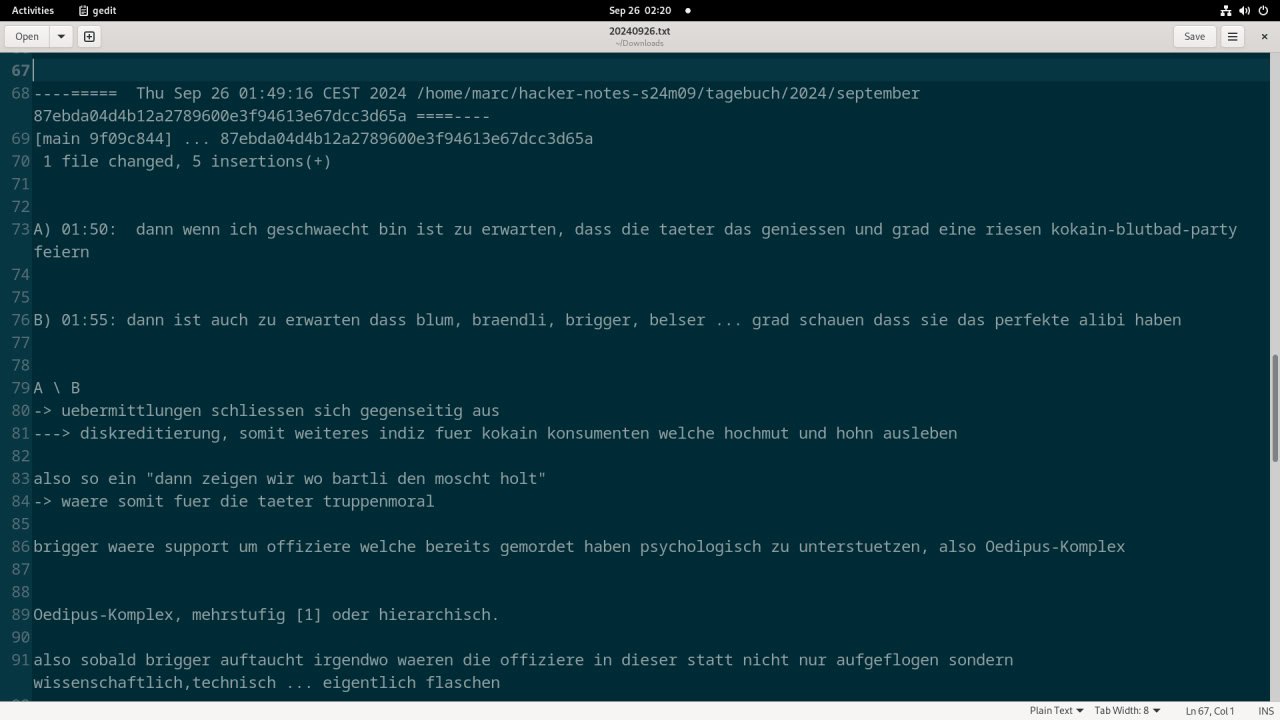 Activities gedit Sep 26 02:20
Open 20240926.txt Save
~/Downloads
67
68 ----===== Thu Sep 26 01:49:16 CEST 2024 /home/marc/hacker-notes-s24m09/tagebuch/2024/september
87ebda04d4b12a2789600e3f94613e67dcc3d65a ====----
69 [main 9f09c844] ... 87ebda04d4b12a2789600e3f94613e67dcc3d65a
70 1 file changed, 5 insertions(+)
71
72
73 A) 01:50: dann wenn ich geschwaecht bin ist zu erwarten, dass die taeter das geniessen und grad eine riesen kokain-blutbad-party
feiern
74
75
76 B) 01:55: dann ist auch zu erwarten dass blum, braendli, brigger, belser ... grad schauen dass sie das perfekte alibi haben
77
78
79 A \ B
80 -> uebermittlungen schliessen sich gegenseitig aus
81 ---> diskreditierung, somit weiteres indiz fuer kokain konsumenten welche hochmut und hohn ausleben
82
83 also so ein "dann zeigen wir wo bartli den moscht holt"
84 -> waere somit fuer die taeter truppenmoral
85
86 brigger waere support um offiziere welche bereits gemordet haben psychologisch zu unterstuetzen, also Oedipus-Komplex
87
88
89 Oedipus-Komplex, mehrstufig [1] oder hierarchisch.
90
91 also sobald brigger auftaucht irgendwo waeren die offiziere in dieser statt nicht nur aufgeflogen sondern
wissenschaftlich,technisch ... eigentlich flaschen
Plain Text Tab Width: 8 Ln 67, Col 1 INS